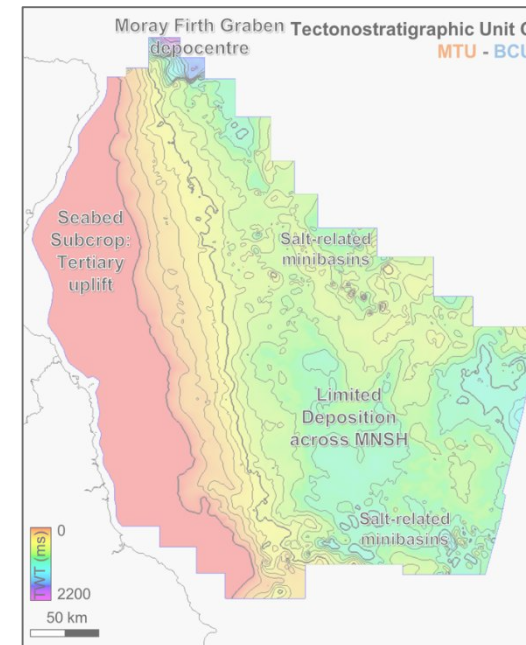 Moray Firth Graben
depocentre
Tectonostratigraphic Unit
MTU - BCU
Seabed
Subcrop:
Tertiary
uplift
Salt-related
minibasins
Limited
Deposition
across MNSH
Salt-related
minibasins
TWT (ms)
0
2200
50 km